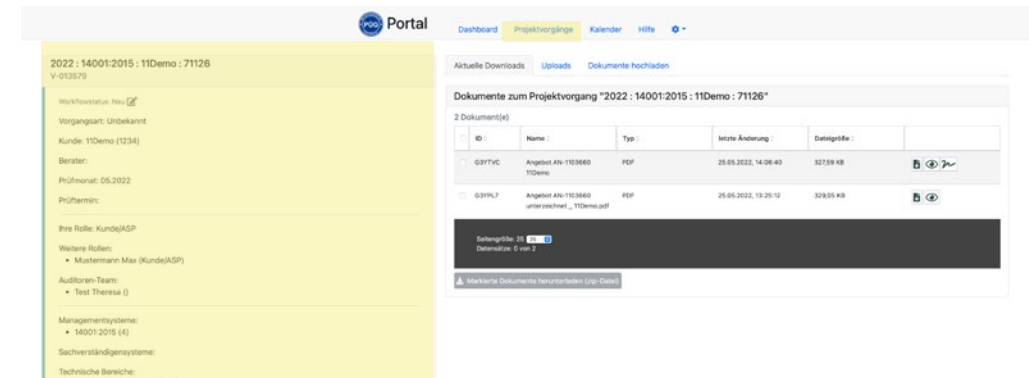 POG Portal
Dashboard Projektvorgänge Kalender Hilfe
2022 : 14001:2015 : 11Demo : 71126
V-013579
Workflowstatus: Neu
Vorgangsart: Unbekannt
Kunde: 11Demo (1234)
Berater:
Prüfmonat: 05.2022
Prüftermin:
Ihre Rolle: Kunde/ASP
Weitere Rollen:
• Mustermann Max (Kunde/ASP)
Auditoren-Team:
• Test Theresa ()
Managementsysteme:
• 14001:2015 (4)
Sachverständigensysteme:
Technische Bereiche:
Aktuelle Downloads Uploads Dokumente hochladen
Dokumente zum Projektvorgang "2022 : 14001:2015 : 11Demo : 71126"
2 Dokument(e)
ID Name Typ letzte Änderung Dateigröße
G3YTVC Angebot AN-1103660 PDF 25.05.2022, 14:06:40 327,59 KB
11Demo
G3YPL7 Angebot AN-1103660 PDF 25.05.2022, 13:25:12 329,05 KB
unterzeichnet _ 11Demo.pdf
Seitengröße: 25 25
Datensätze: 0 von 2
Markierte Dokumente herunterladen (zip-Datei)